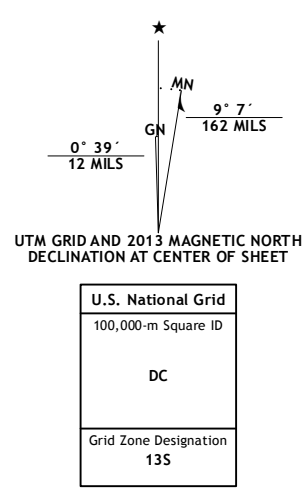 ★
MN
GN
9° 7´
162 MILS
0° 39´
12 MILS
UTM GRID AND 2013 MAGNETIC NORTH
DECLINATION AT CENTER OF SHEET
U.S. National Grid
100,000-m Square ID
DC
Grid Zone Designation
13S